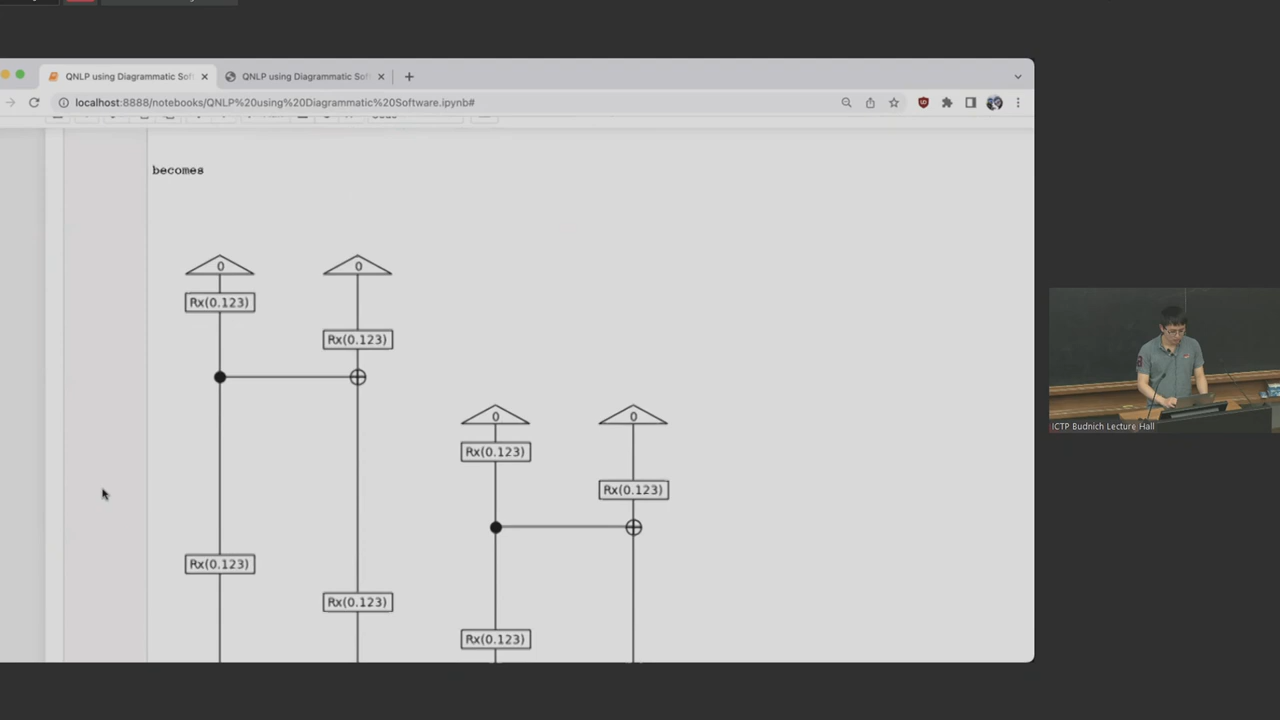 QNLP using Diagrammatic Sof
QNLP using Diagrammatic Sof
localhost:8888/notebooks/QNLP%20using%20Diagrammatic%20Software.ipynb#
becomes
0
0
Rx(0.123)
Rx(0.123)
0
0
Rx(0.123)
Rx(0.123)
Rx(0.123)
Rx(0.123)
Rx(0.123)
ICTP Budnich Lecture Hall